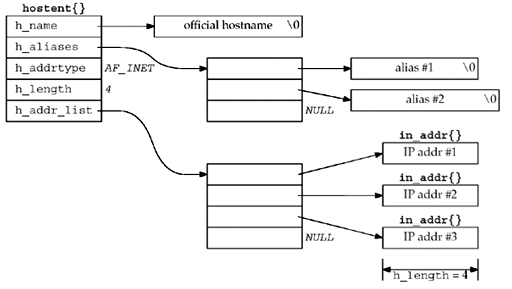 hostent{}
h_name
official hostname \0
h_aliases
h_addrtype AF_INET
alias #1 \0
h_length 4
alias #2 \0
h_addr_list
NULL
in_addr{}
IP addr #1
in_addr{}
IP addr #2
in_addr{}
IP addr #3
NULL
h_length = 4